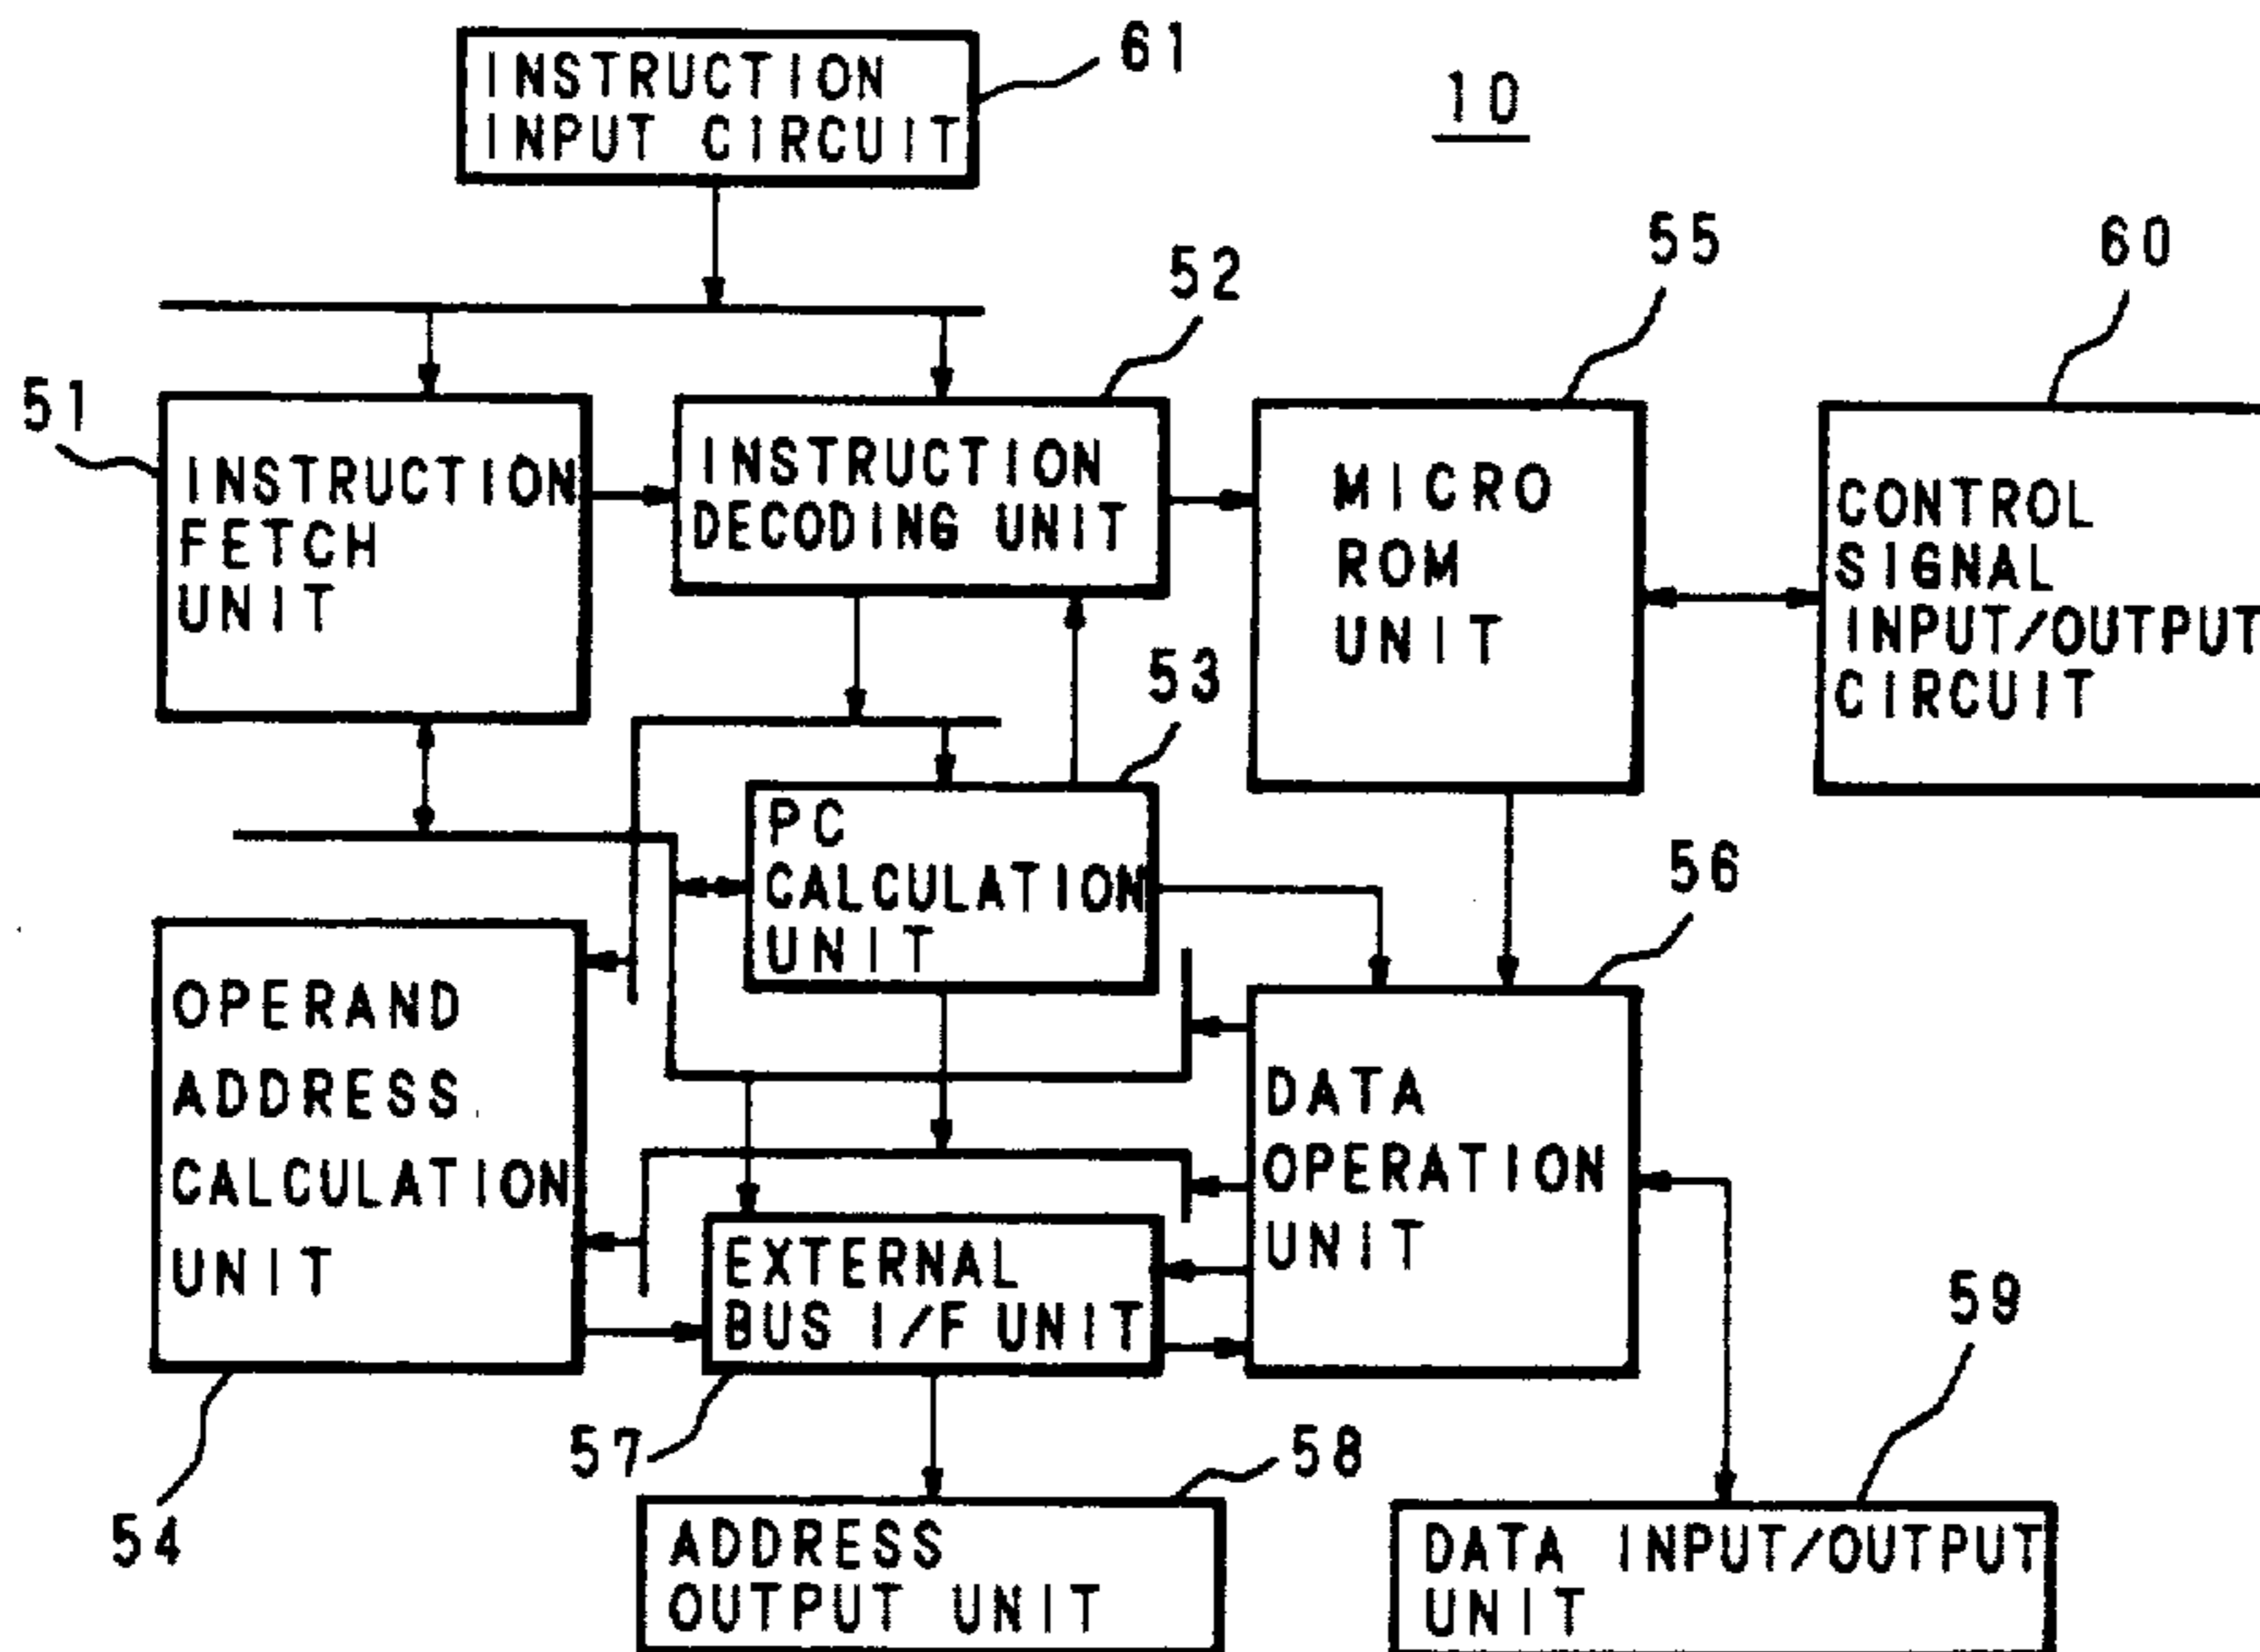 INSTRUCTION
INPUT CIRCUIT
61
10
51
INSTRUCTION
FETCH
UNIT
52
INSTRUCTION
DECODING UNIT
55
MICRO
ROM
UNIT
60
CONTROL
SIGNAL
INPUT/OUTPUT
CIRCUIT
53
PC
CALCULATION
UNIT
56
DATA
OPERATION
UNIT
OPERAND
ADDRESS
CALCULATION
UNIT
54
EXTERNAL
BUS I/F UNIT
57
58
ADDRESS
OUTPUT UNIT
59
DATA INPUT/OUTPUT
UNIT